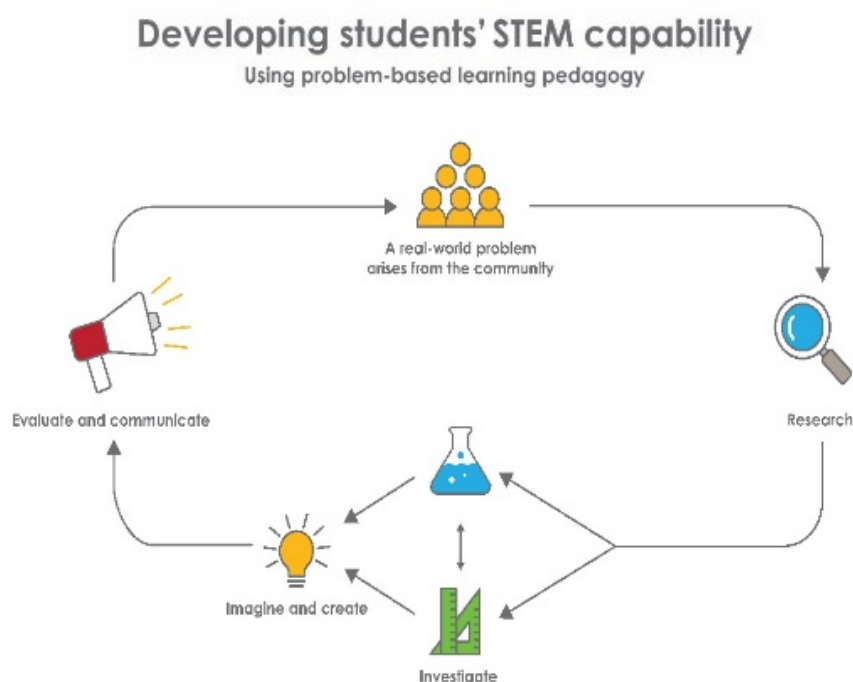 Developing students' STEM capability
Using problem-based learning pedagogy
A real-world problem
arises from the community
Research
Evaluate and communicate
Imagine and create
Investigate